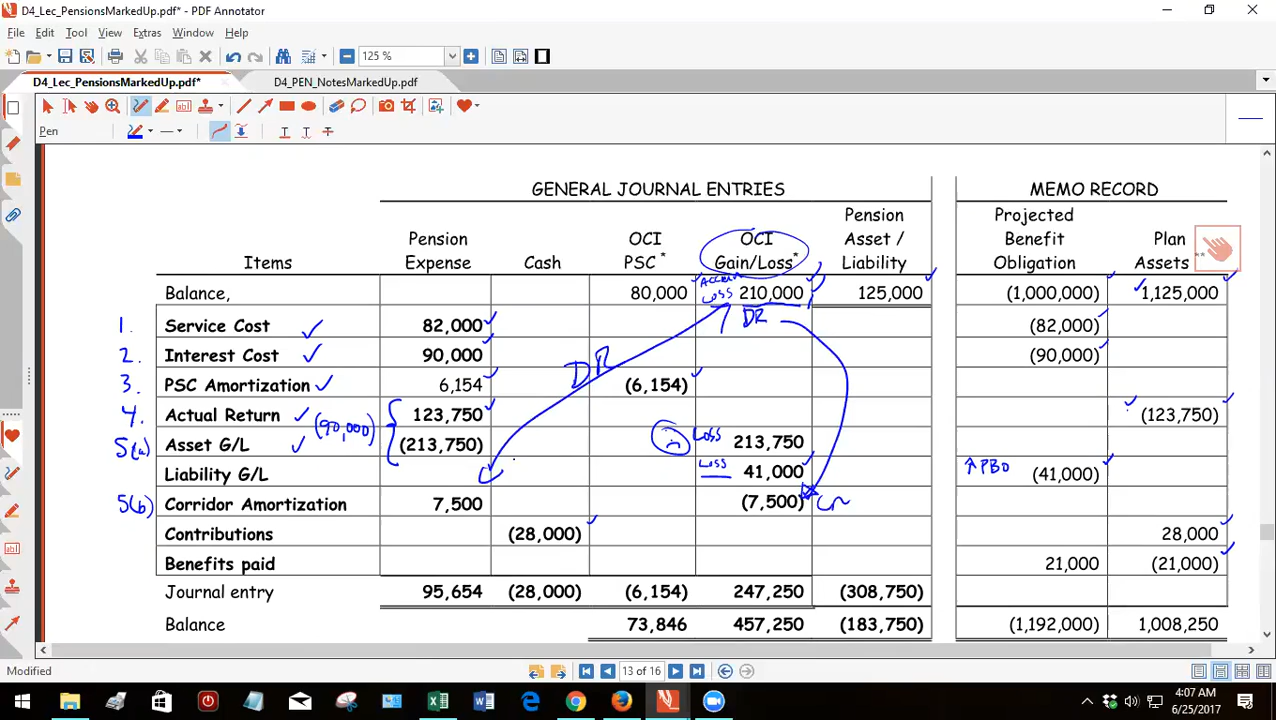 D4_Lec_PensionsMarkedUp.pdf* - PDF Annotator
File Edit Tool Extras Window Help
125 %
D4_Lec_PensionsMarkedUp.pdf* D4_PEN_NotesMarkedUp.pdf
Pen
GENERAL JOURNAL ENTRIES MEMO RECORD
Pension Projected
Pension OCI OCI Asset / Benefit Plan
Items Expense Cash PSC* Gain/Loss* Liability Obligation Assets**
Balance, 80,000 Loss 210,000 125,000 (1,000,000) 1,125,000
DR
1. Service Cost 82,000 (82,000)
2. Interest Cost 90,000 (90,000)
DR
3. PSC Amortization 6,154 (6,154)
4. Actual Return 123,750 (123,750)
(90,000)
5(a) Asset G/L (213,750) Loss 213,750
Liability G/L Loss 41,000 ↑PBO (41,000)
5(b) Corridor Amortization 7,500 (7,500) CR
Contributions (28,000) 28,000
Benefits paid 21,000 (21,000)
Journal entry 95,654 (28,000) (6,154) 247,250 (308,750)
Balance 73,846 457,250 (183,750) (1,192,000) 1,008,250
Modified 13 of 16
4:07 AM
6/25/2017